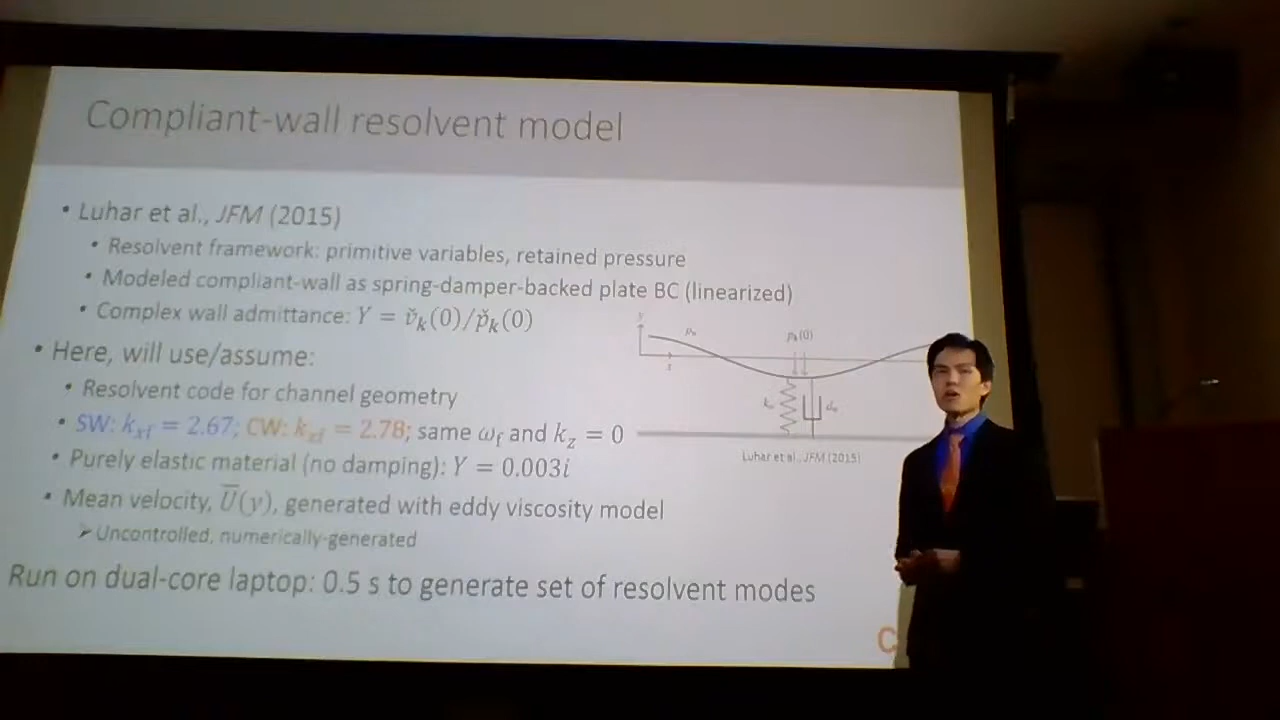 Compliant-wall resolvent model
• Luhar et al., JFM (2015)
• Resolvent framework: primitive variables, retained pressure
• Modeled compliant-wall as spring-damper-backed plate BC (linearized)
• Complex wall admittance: Y = v̌ₖ(0)/p̌ₖ(0)
• Here, will use/assume:
• Resolvent code for channel geometry
• SW: kₓf = 2.67; CW: kₓf = 2.78; same ωf and k_z = 0
• Purely elastic material (no damping): Y = 0.003i
• Mean velocity, U̅(y), generated with eddy viscosity model
➢ Uncontrolled, numerically-generated
Run on dual-core laptop: 0.5 s to generate set of resolvent modes
y
x
pₖ(0)
Luhar et al., JFM (2015)
C